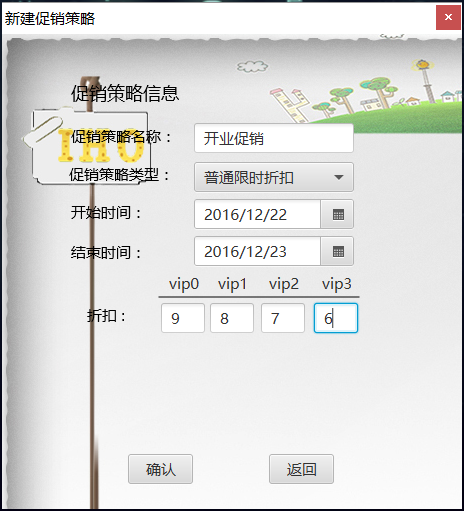 新建促销策略
促销策略信息
促销策略名称： 开业促销
促销策略类型： 普通限时折扣
开始时间： 2016/12/22
结束时间： 2016/12/23
vip0 vip1 vip2 vip3
折扣： 9 8 7 6
确认 返回